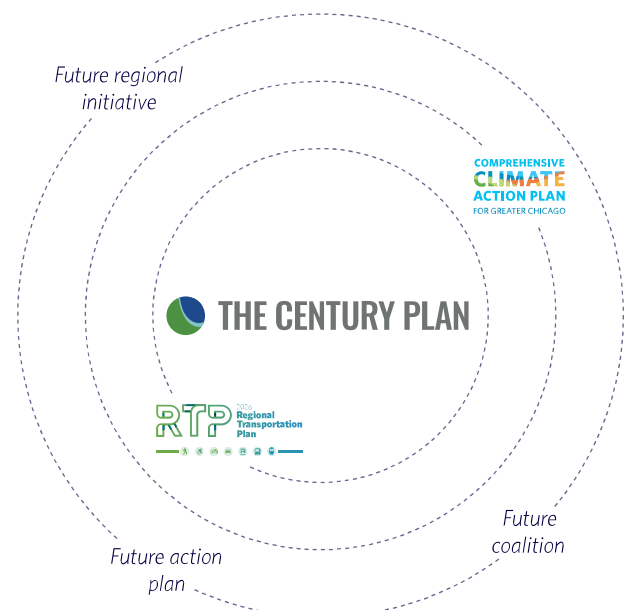 Future regional
initiative
COMPREHENSIVE
CLIMATE
ACTION PLAN
FOR GREATER CHICAGO
THE CENTURY PLAN
RTP
2026
Regional
Transportation
Plan
Future
coalition
Future action
plan